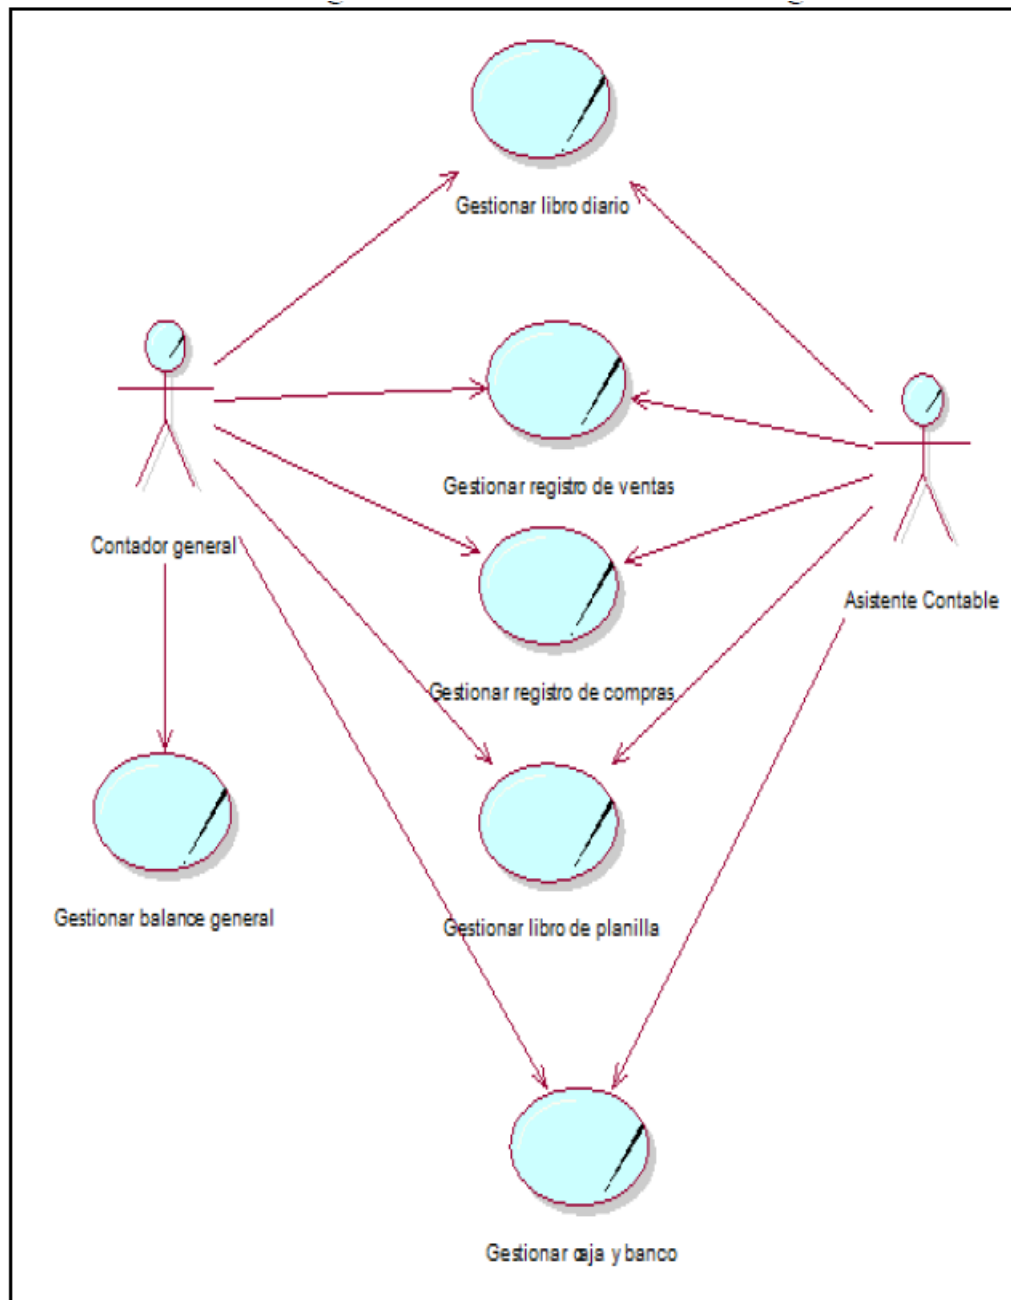 Gestionar libro diario
Gestionar registro de ventas
Contador general
Asistente Contable
Gestionar registro de compras
Gestionar balance general
Gestionar libro de planilla
Gestionar caja y banco